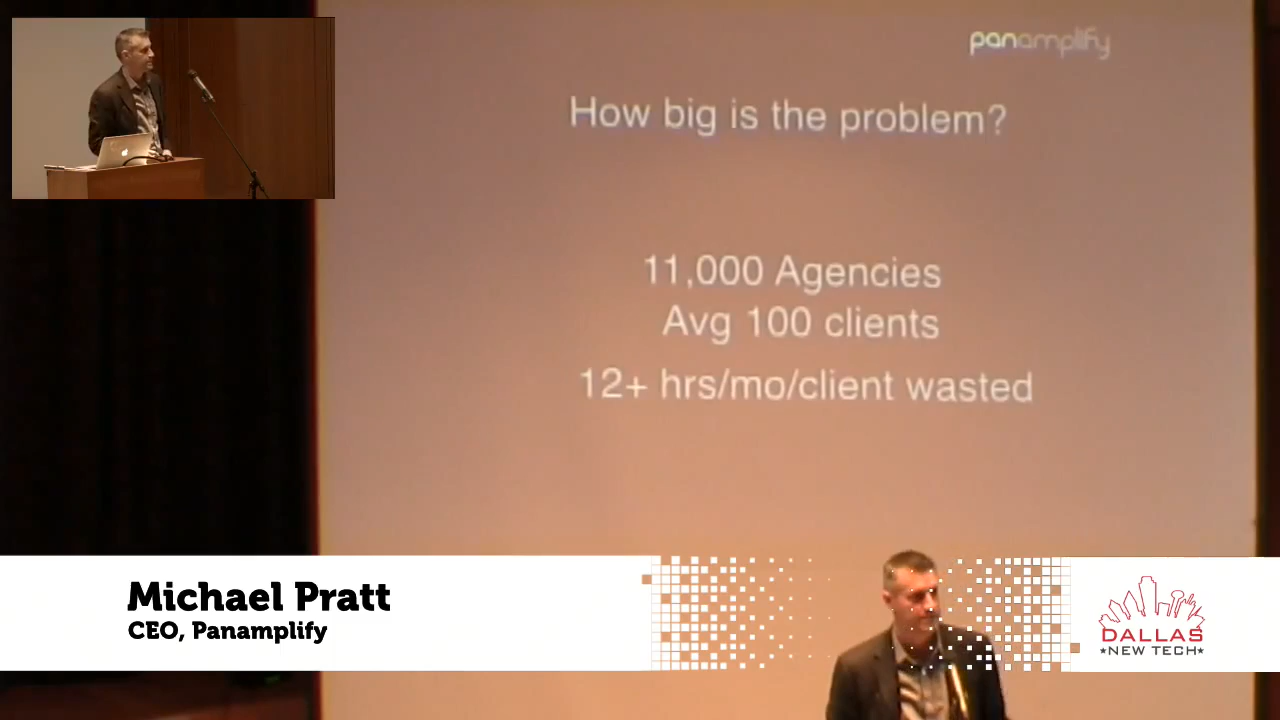 panamplify
How big is the problem?
11,000 Agencies
Avg 100 clients
12+ hrs/mo/client wasted
Michael Pratt
CEO, Panamplify
DALLAS
★NEW TECH★